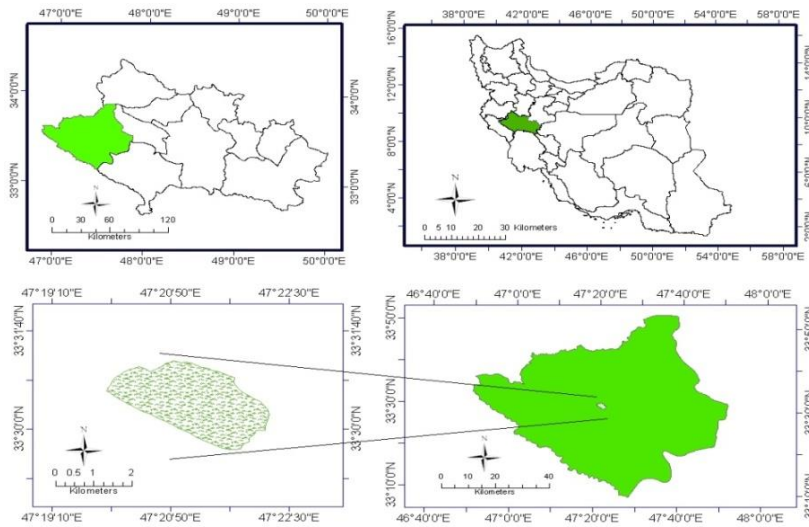 47°0'0"E 48°0'0"E 49°0'0"E 50°0'0"E
34°0'0"N
33°0'0"N
34°0'0"N
33°0'0"N
N
0 30 60 120
Kilometers
47°0'0"E 48°0'0"E 49°0'0"E 50°0'0"E
38°0'0"E 42°0'0"E 46°0'0"E 50°0'0"E 54°0'0"E 58°0'0"E
16°0'0"N
12°0'0"N
8°0'0"N
4°0'0"N
N
0 5 10 20 30
Kilometers
38°0'0"E 42°0'0"E 46°0'0"E 50°0'0"E 54°0'0"E 58°0'0"E
47°19'10"E 47°20'50"E 47°22'30"E
33°31'40"N
33°30'0"N
33°31'40"N
33°30'0"N
N
0 0.5 1 2
Kilometers
47°19'10"E 47°20'50"E 47°22'30"E
46°40'0"E 47°0'0"E 47°20'0"E 47°40'0"E 48°0'0"E
33°50'0"N
33°30'0"N
33°10'0"N
N
0 10 20 40
Kilometers
46°40'0"E 47°0'0"E 47°20'0"E 47°40'0"E 48°0'0"E